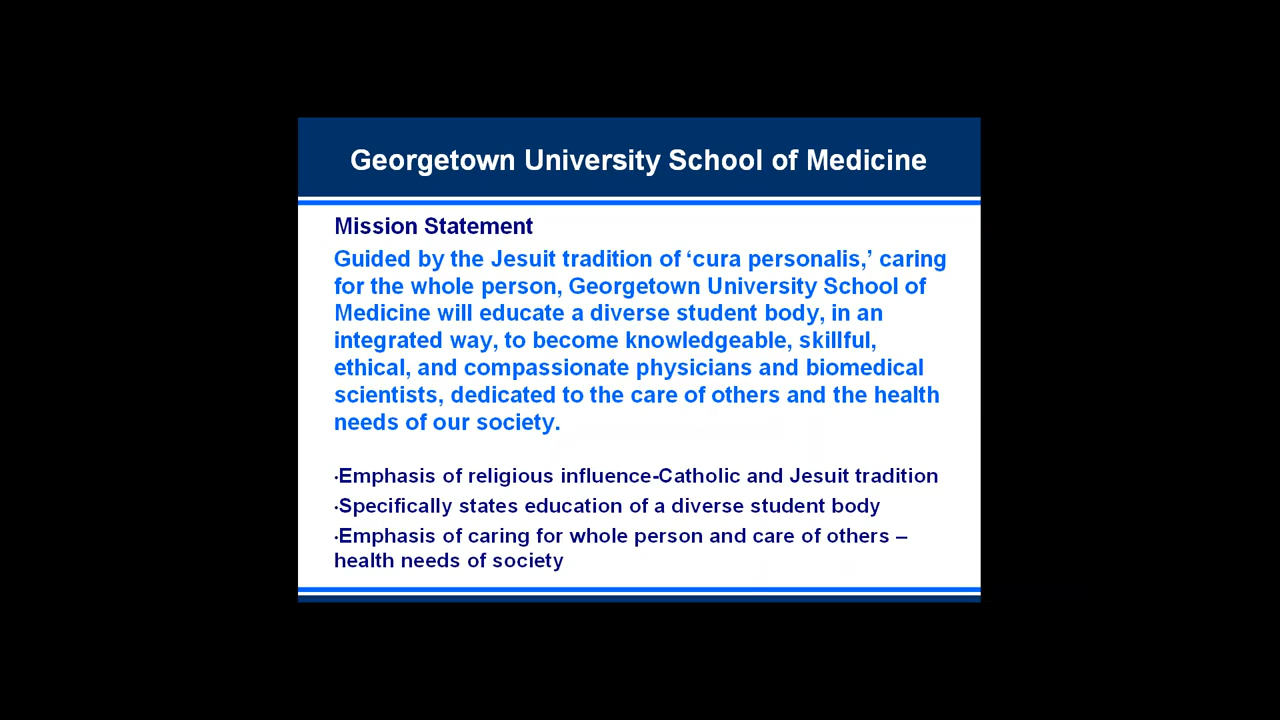 Georgetown University School of Medicine
Mission Statement
Guided by the Jesuit tradition of ‘cura personalis,’ caring
for the whole person, Georgetown University School of
Medicine will educate a diverse student body, in an
integrated way, to become knowledgeable, skillful,
ethical, and compassionate physicians and biomedical
scientists, dedicated to the care of others and the health
needs of our society.
·Emphasis of religious influence-Catholic and Jesuit tradition
·Specifically states education of a diverse student body
·Emphasis of caring for whole person and care of others –
health needs of society